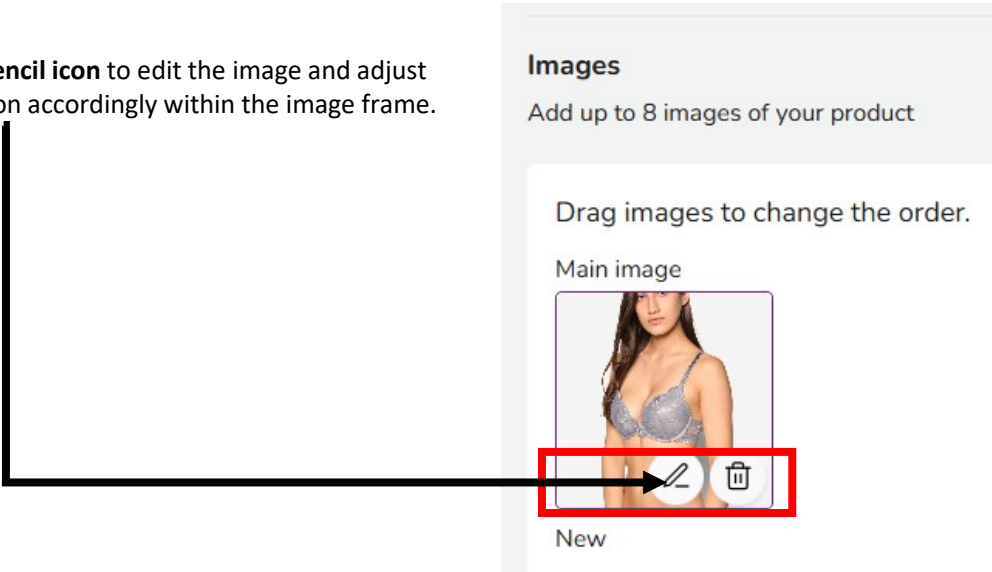 encil icon to edit the image and adjust
on accordingly within the image frame.
Images
Add up to 8 images of your product
Drag images to change the order.
Main image
New